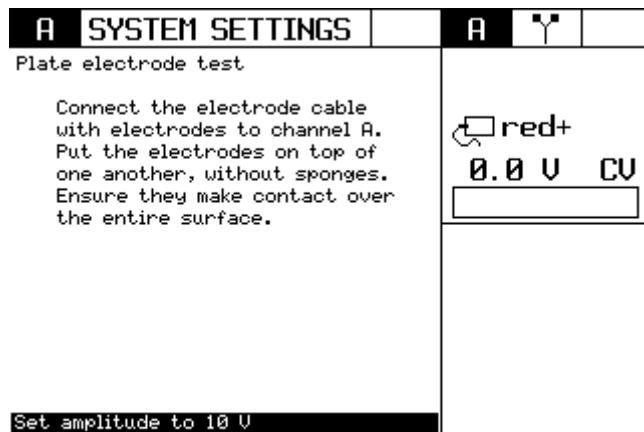 A SYSTEM SETTINGS
Plate electrode test
Connect the electrode cable
with electrodes to channel A.
Put the electrodes on top of
one another, without sponges.
Ensure they make contact over
the entire surface.
Set amplitude to 10 V
A
red+
0.0 V CV